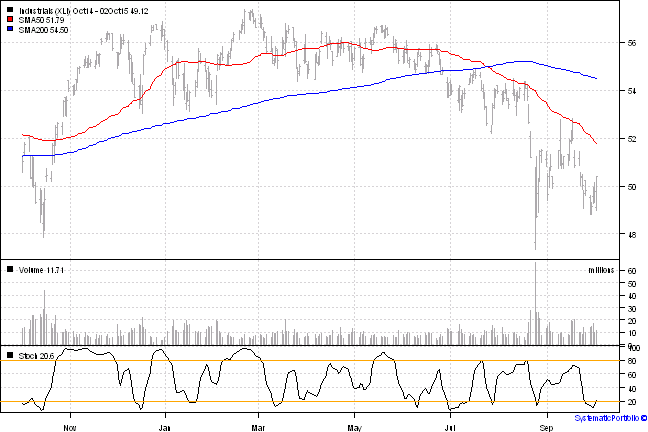 Industrials (XLI) Oct14 - 02Oct15 49.12
SMA50 51.79
SMA200 54.50
56
54
52
50
48
Volume 11.71
millions
60
50
40
30
20
10
0
Stoch 20.6
100
80
60
40
20
Nov Jan Mar May Jul Sep
SystematicPortfolio ©